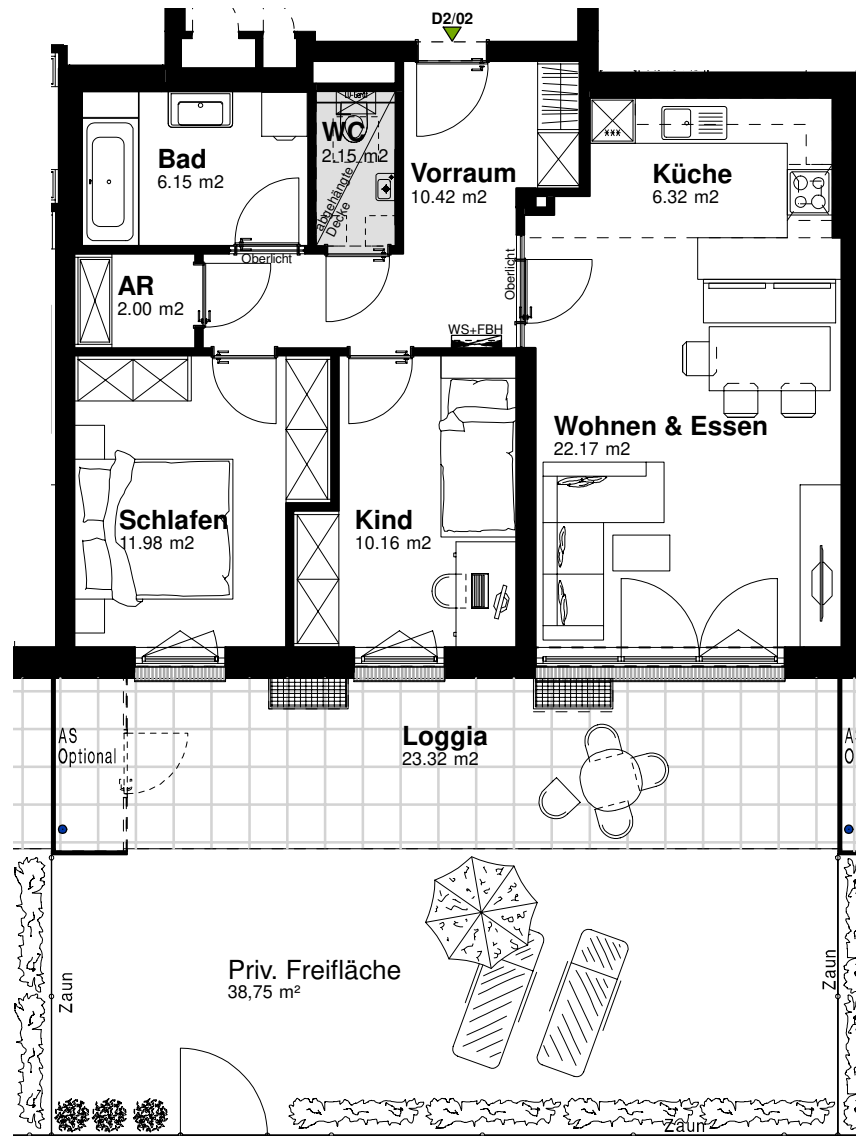 D2/02
WC
2.15 m2
abgehängte
Decke
Bad
6.15 m2
Vorraum
10.42 m2
Küche
6.32 m2
Oberlicht
Oberlicht
AR
2.00 m2
WS+FBH
Wohnen & Essen
22.17 m2
Schlafen
11.98 m2
Kind
10.16 m2
AS
Optional
Loggia
23.32 m2
Priv. Freifläche
38,75 m²
Zaun
Zaun
Zaun